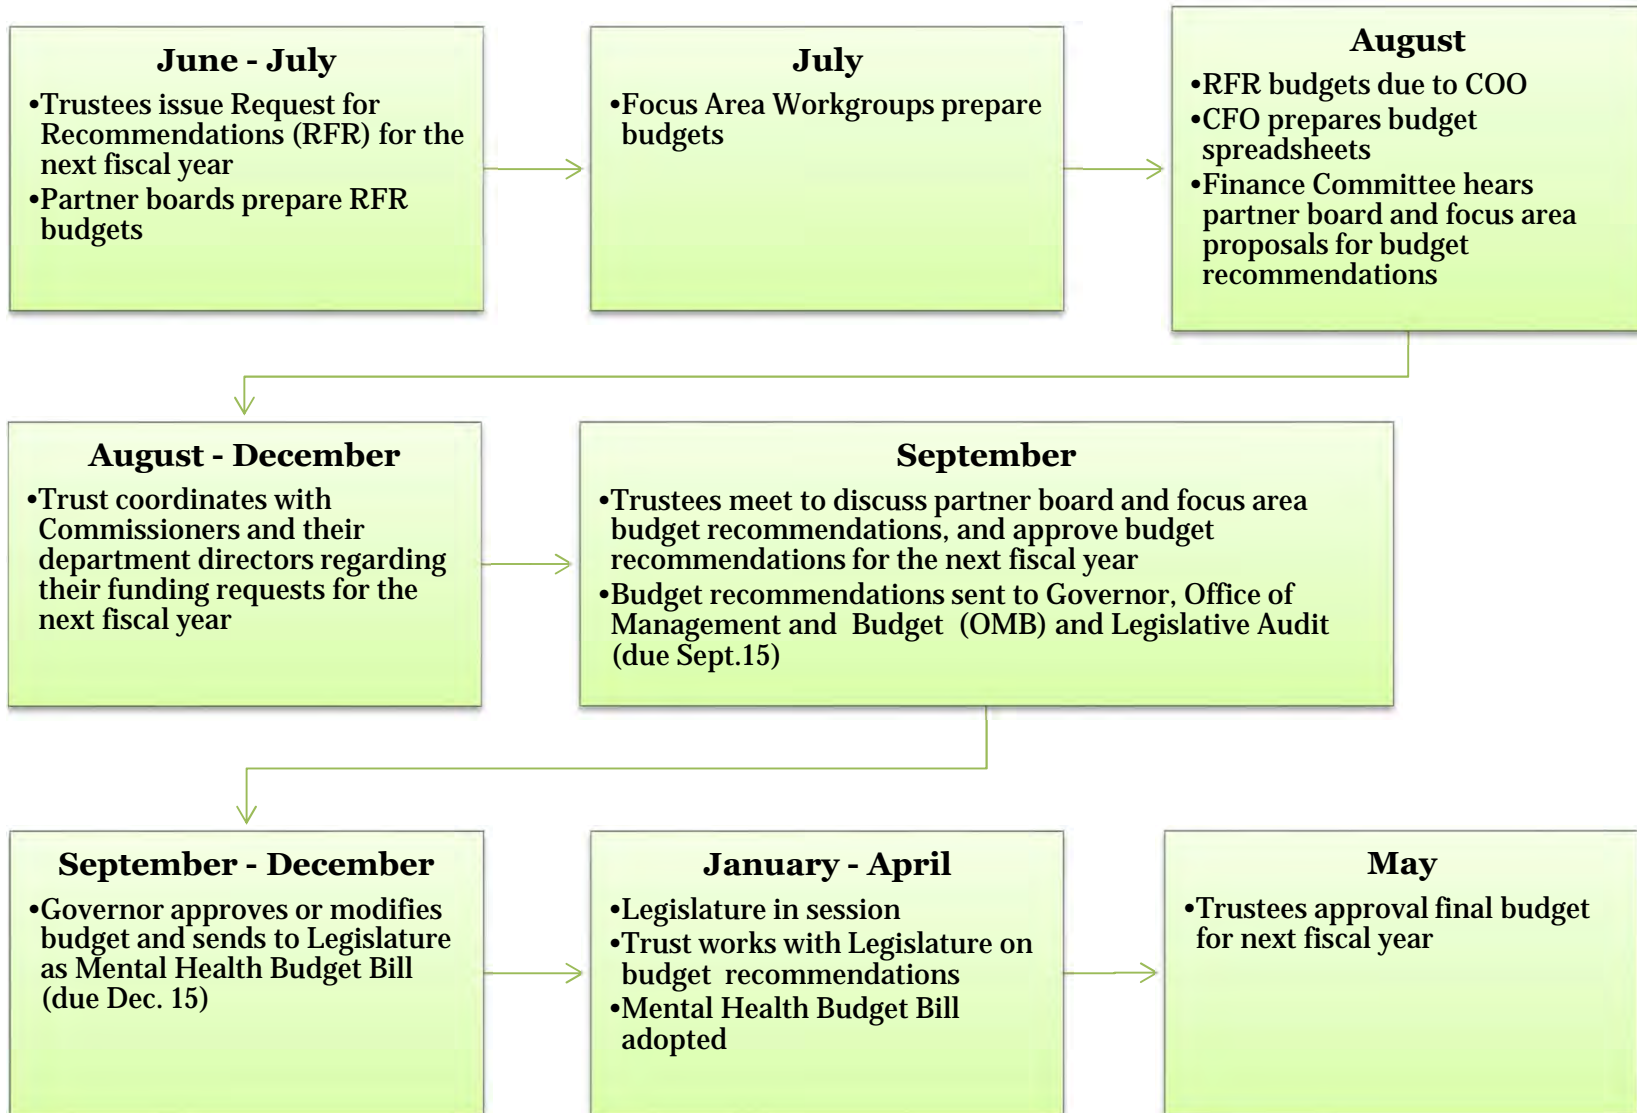 June - July
•Trustees issue Request for
Recommendations (RFR) for the
next fiscal year
•Partner boards prepare RFR
budgets
July
•Focus Area Workgroups prepare
budgets
August
•RFR budgets due to COO
•CFO prepares budget
spreadsheets
•Finance Committee hears
partner board and focus area
proposals for budget
recommendations
August - December
•Trust coordinates with
Commissioners and their
department directors regarding
their funding requests for the
next fiscal year
September
•Trustees meet to discuss partner board and focus area
budget recommendations, and approve budget
recommendations for the next fiscal year
•Budget recommendations sent to Governor, Office of
Management and Budget (OMB) and Legislative Audit
(due Sept.15)
September - December
•Governor approves or modifies
budget and sends to Legislature
as Mental Health Budget Bill
(due Dec. 15)
January - April
•Legislature in session
•Trust works with Legislature on
budget recommendations
•Mental Health Budget Bill
adopted
May
•Trustees approval final budget
for next fiscal year